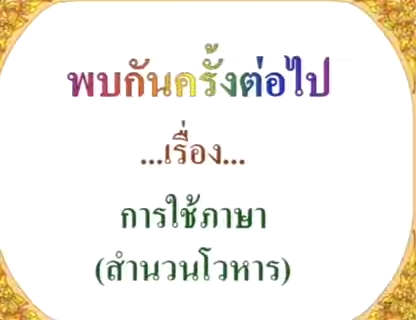 พบกันครั้งต่อไป
...เรื่อง...
การใช้ภาษา
(สำนวนโวหาร)